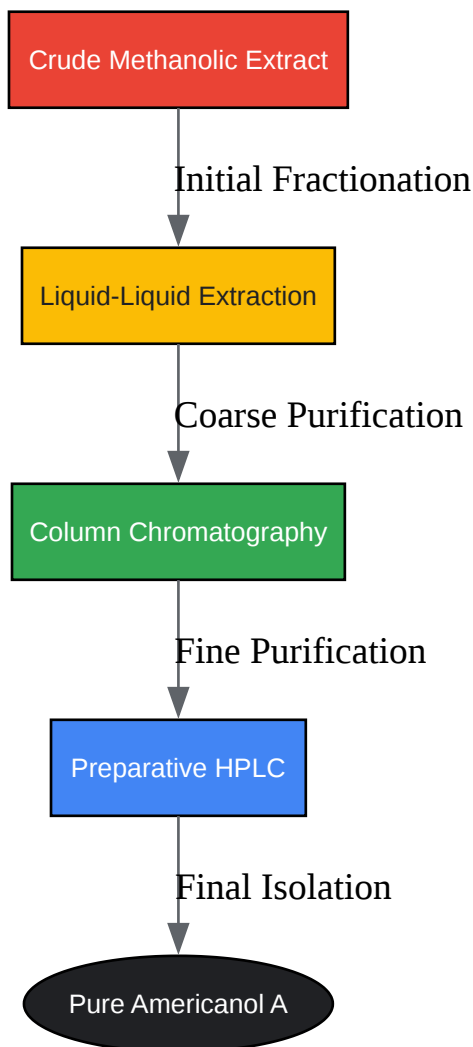 Crude Methanolic Extract
Initial Fractionation
Liquid-Liquid Extraction
Coarse Purification
Column Chromatography
Fine Purification
Preparative HPLC
Final Isolation
Pure Americanol A